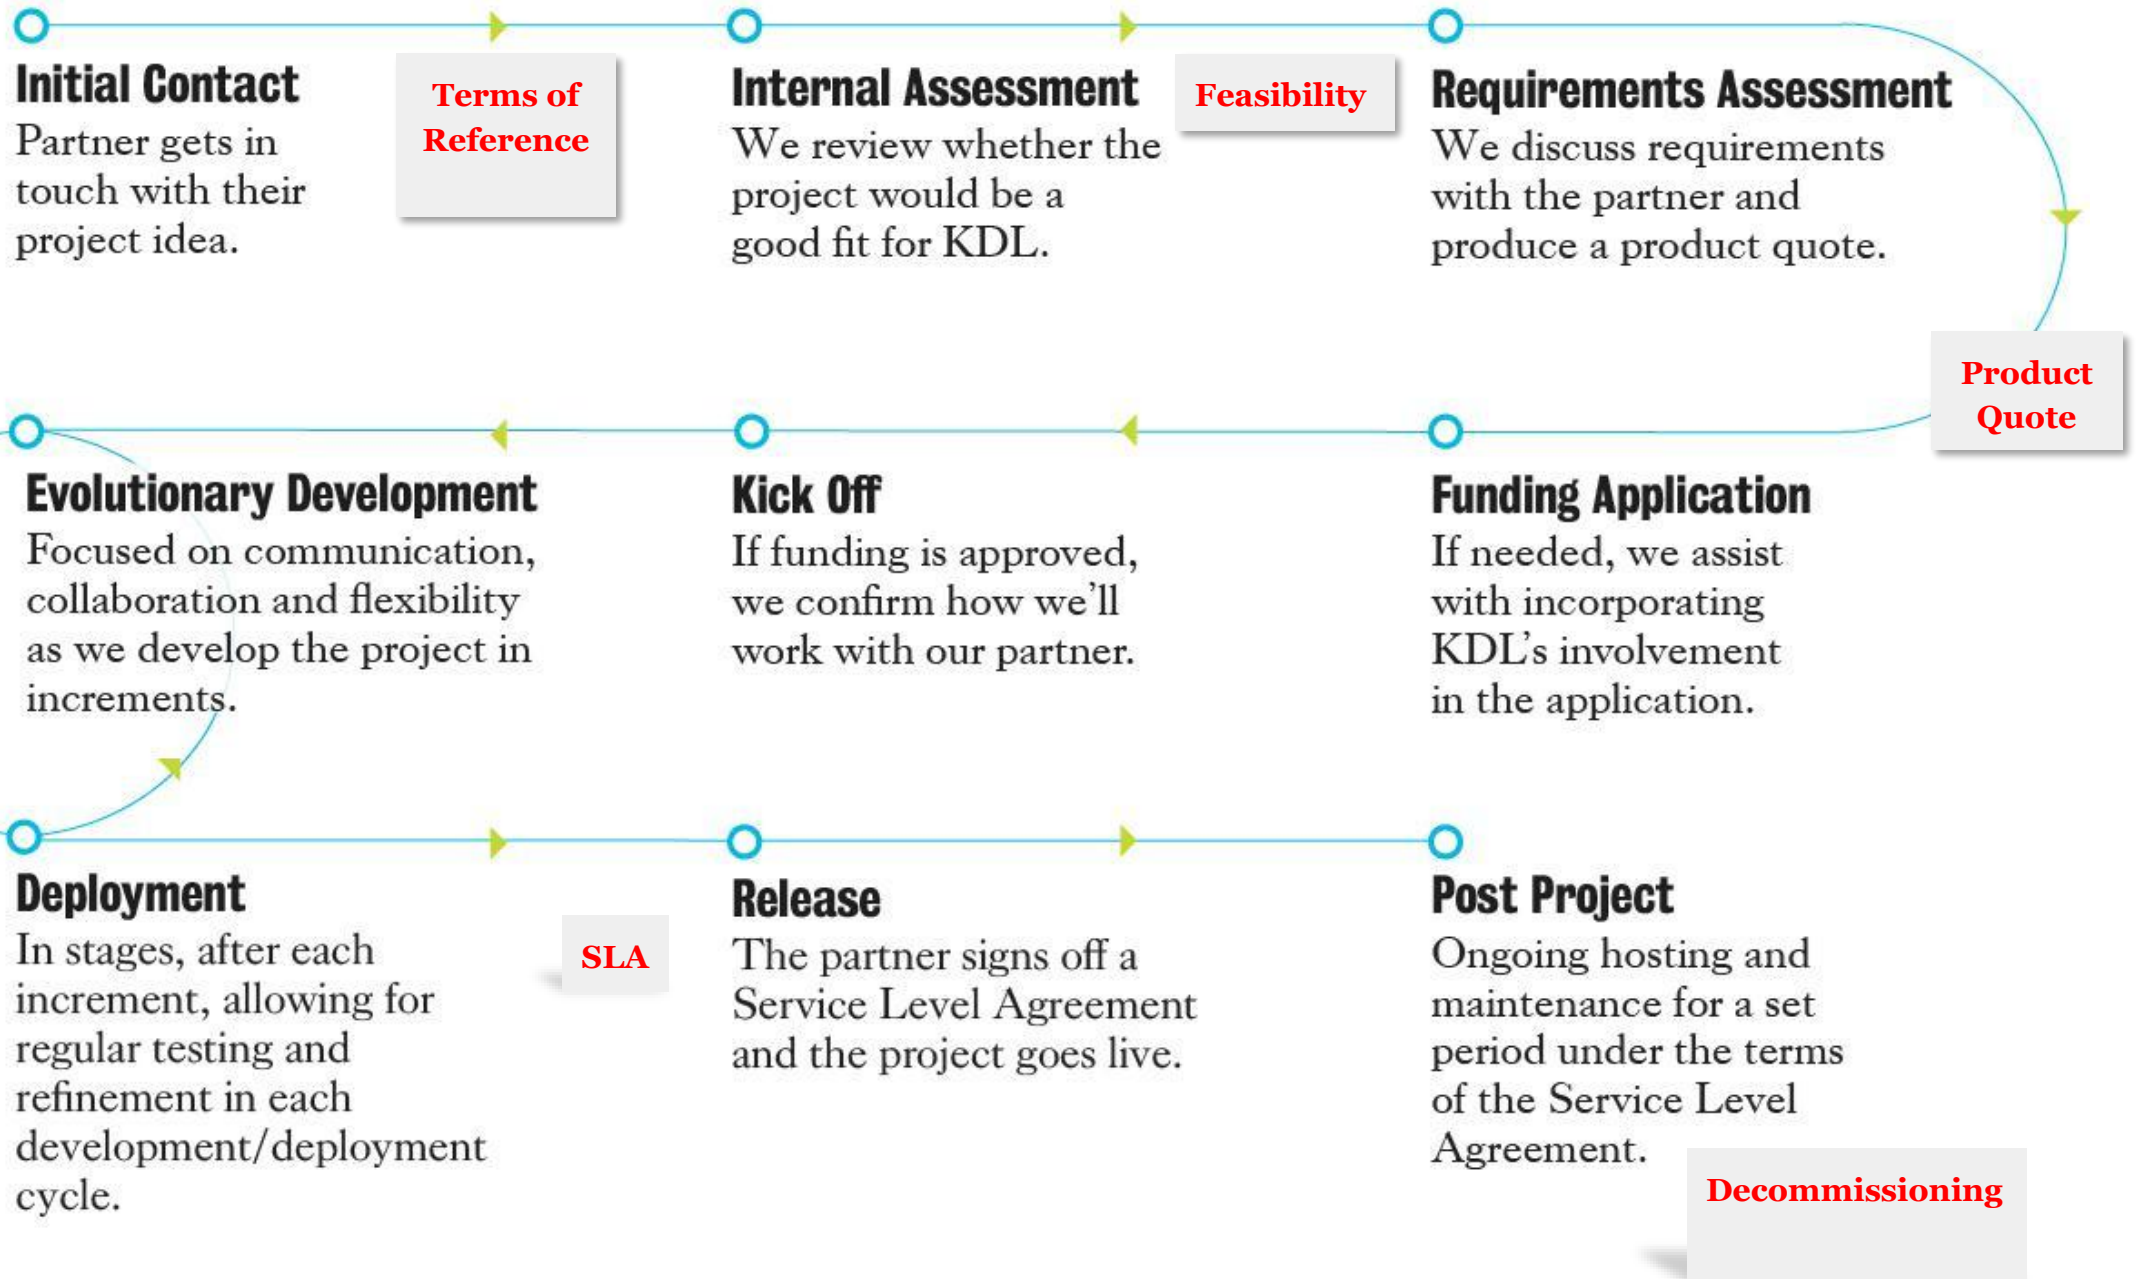 Initial Contact
Partner gets in
touch with their
project idea.
Terms of
Reference
Internal Assessment
We review whether the
project would be a
good fit for KDL.
Feasibility
Requirements Assessment
We discuss requirements
with the partner and
produce a product quote.
Product
Quote
Evolutionary Development
Focused on communication,
collaboration and flexibility
as we develop the project in
increments.
Kick Off
If funding is approved,
we confirm how we’ll
work with our partner.
Funding Application
If needed, we assist
with incorporating
KDL’s involvement
in the application.
Deployment
In stages, after each
increment, allowing for
regular testing and
refinement in each
development/deployment
cycle.
SLA
Release
The partner signs off a
Service Level Agreement
and the project goes live.
Post Project
Ongoing hosting and
maintenance for a set
period under the terms
of the Service Level
Agreement.
Decommissioning